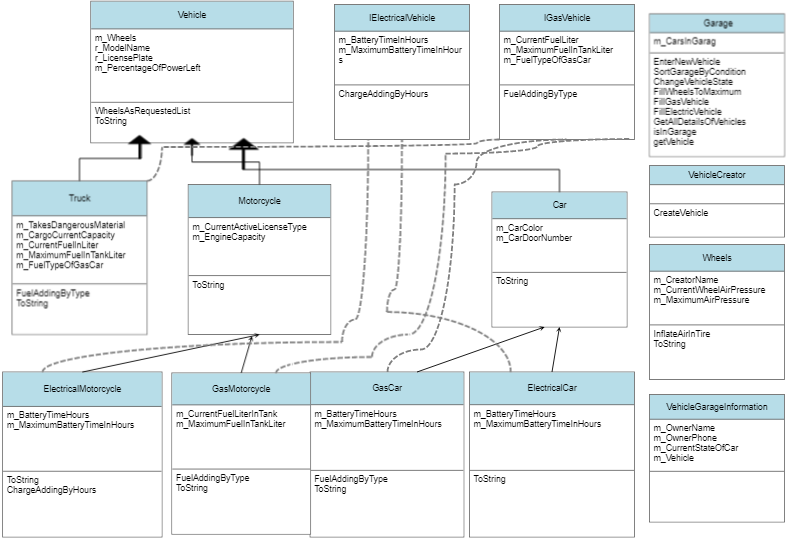 Vehicle
m_Wheels
r_ModelName
r_LicensePlate
m_PercentageOfPowerLeft
WheelsAsRequestedList
ToString
IElectricalVehicle
m_BatteryTimeInHours
m_MaximumBatteryTimeInHour
s
ChargeAddingByHours
IGasVehicle
m_CurrentFuelLiter
m_MaximumFuelInTankLiter
m_FuelTypeOfGasCar
FuelAddingByType
Garage
m_CarsInGarag
EnterNewVehicle
SortGarageByCondition
ChangeVehicleState
FillWheelsToMaximum
FillGasVehicle
FillElectricVehicle
GetAllDetailsOfVehicles
isInGarage
getVehicle
Truck
m_TakesDangerousMaterial
m_CargoCurrentCapacity
m_CurrentFuelInLiter
m_MaximumFuelInTankLiter
m_FuelTypeOfGasCar
FuelAddingByType
ToString
Motorcycle
m_CurrentActiveLicenseType
m_EngineCapacity
ToString
Car
m_CarColor
m_CarDoorNumber
ToString
VehicleCreator
CreateVehicle
Wheels
m_CreatorName
m_CurrentWheelAirPressure
m_MaximumAirPressure
InflateAirInTire
ToString
ElectricalMotorcycle
m_BatteryTimeHours
m_MaximumBatteryTimeInHours
ToString
ChargeAddingByHours
GasMotorcycle
m_CurrentFuelLiterInTank
m_MaximumFuelInTankLiter
FuelAddingByType
ToString
GasCar
m_BatteryTimeHours
m_MaximumBatteryTimeInHours
FuelAddingByType
ToString
ElectricalCar
m_BatteryTimeHours
m_MaximumBatteryTimeInHours
ToString
VehicleGarageInformation
m_OwnerName
m_OwnerPhone
m_CurrentStateOfCar
m_Vehicle